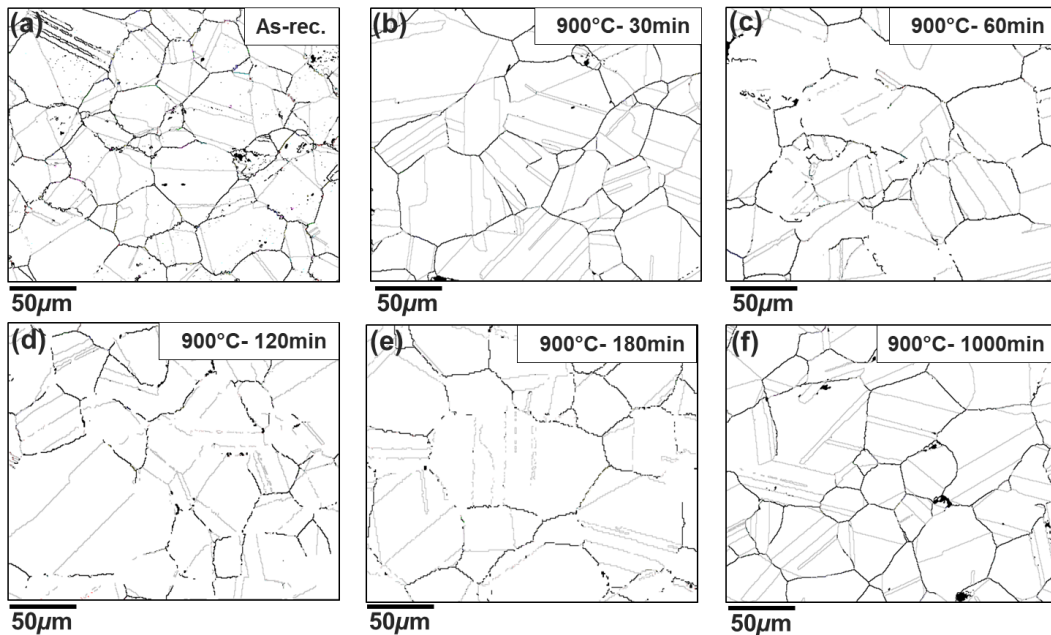 (a) As-rec.
(b) 900°C- 30min
(c) 900°C- 60min
50µm
50µm
50µm
(d) 900°C- 120min
(e) 900°C- 180min
(f) 900°C- 1000min
50µm
50µm
50µm